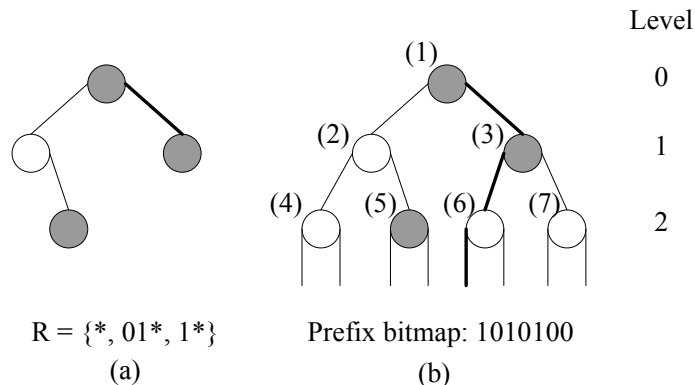 Level
(1)
0
(2)
(3)
1
(4)
(5)
(6)
(7)
2
R = {*, 01*, 1*}
Prefix bitmap: 1010100
(a)
(b)